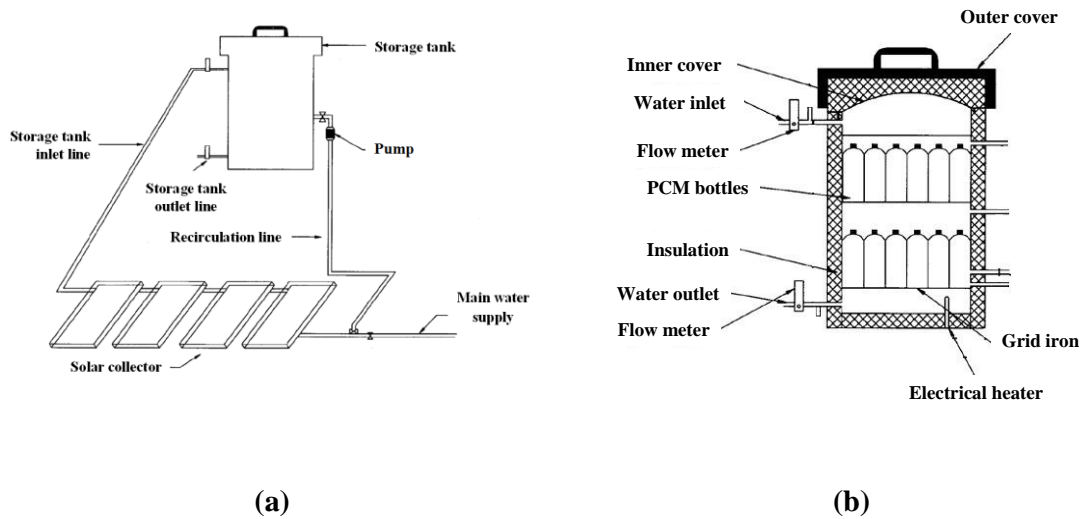 Storage tank
Pump
Storage tank
inlet line
Storage tank
outlet line
Recirculation line
Main water
supply
Solar collector
(a)
Outer cover
Inner cover
Water inlet
Flow meter
PCM bottles
Insulation
Water outlet
Flow meter
Grid iron
Electrical heater
(b)